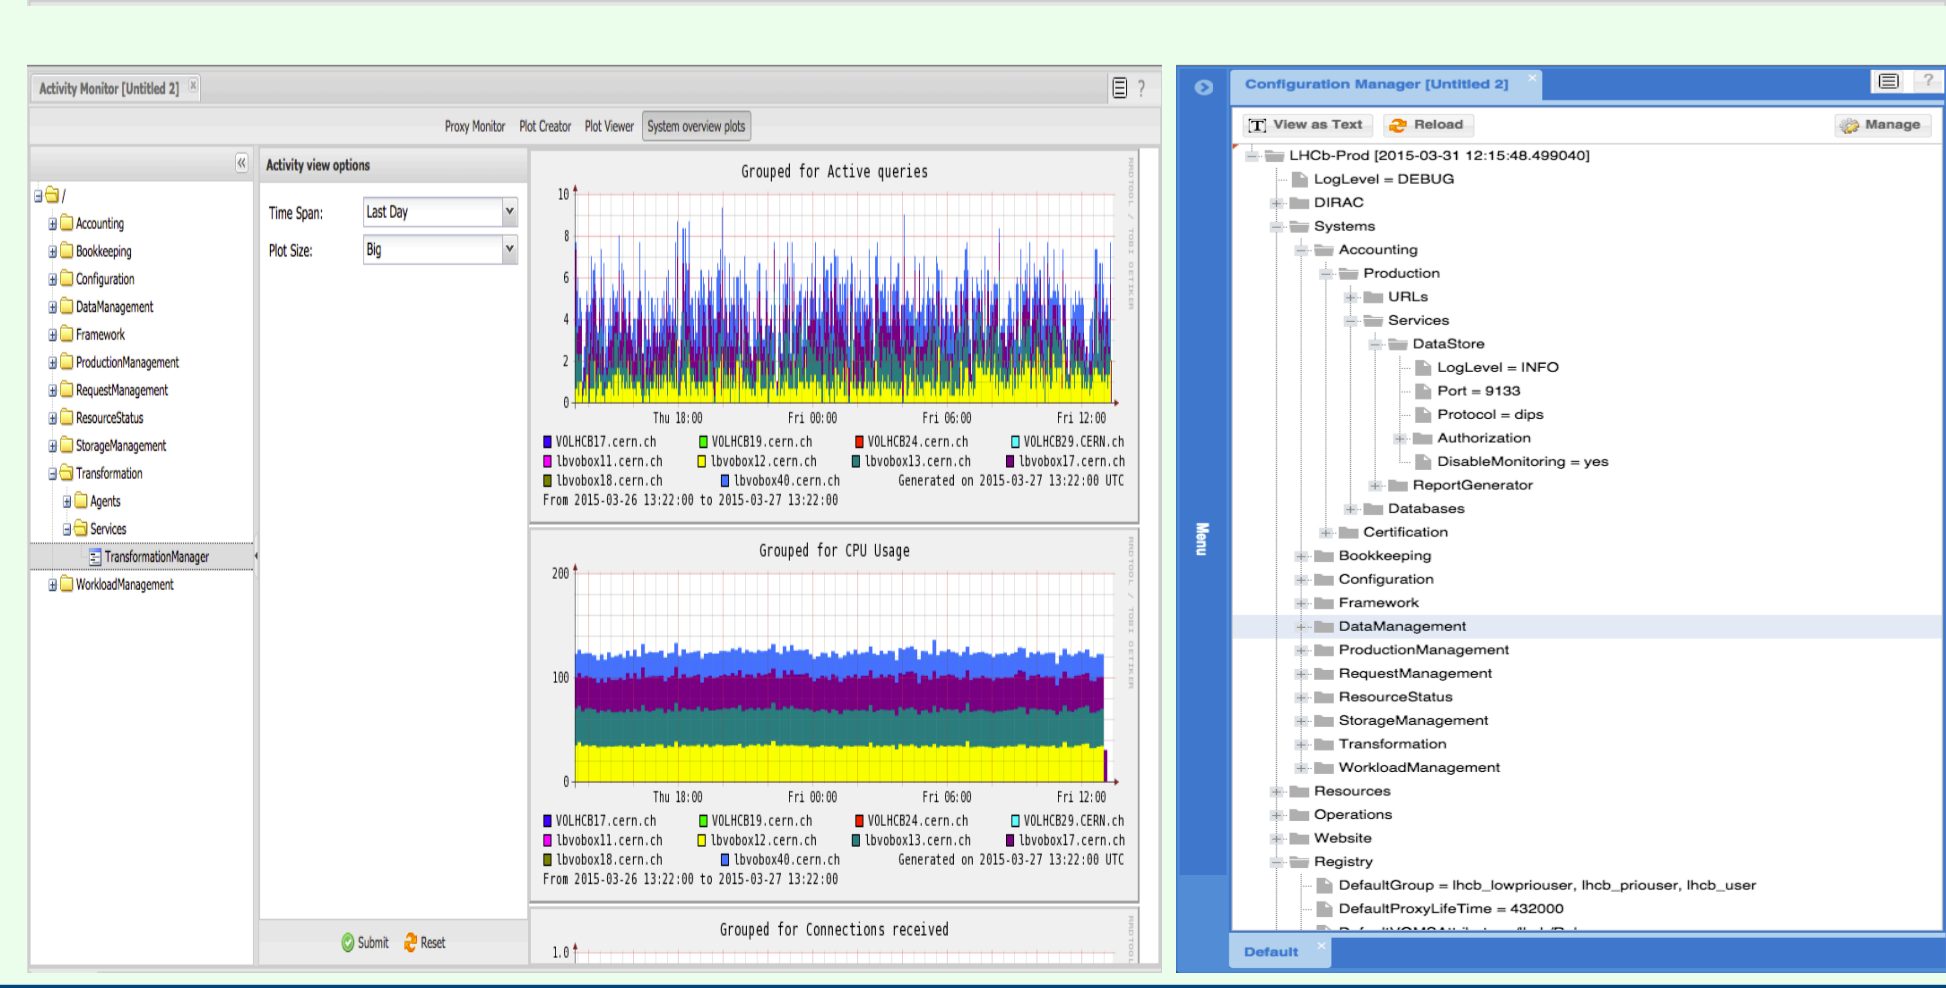 Activity Monitor [Untitled 2]
?
Proxy Monitor Plot Creator Plot Viewer System overview plots
Activity view options
/
Accounting
Bookkeeping
Configuration
DataManagement
Framework
ProductionManagement
RequestManagement
ResourceStatus
StorageManagement
Transformation
Agents
Services
TransformationManager
WorkloadManagement
Time Span: Last Day
Plot Size: Big
Submit Reset
Grouped for Active queries
RRDTOOL / TOBI OETIKER
10
8
6
4
2
0
Thu 18:00 Fri 00:00 Fri 06:00 Fri 12:00
VOLHCB17.cern.ch VOLHCB19.cern.ch VOLHCB24.cern.ch VOLHCB29.CERN.ch
lbvobox11.cern.ch lbvobox12.cern.ch lbvobox13.cern.ch lbvobox17.cern.ch
lbvobox18.cern.ch lbvobox40.cern.ch Generated on 2015-03-27 13:22:00 UTC
From 2015-03-26 13:22:00 to 2015-03-27 13:22:00
Grouped for CPU Usage
RRDTOOL / TOBI OETIKER
200
100
0
Thu 18:00 Fri 00:00 Fri 06:00 Fri 12:00
VOLHCB17.cern.ch VOLHCB19.cern.ch VOLHCB24.cern.ch VOLHCB29.CERN.ch
lbvobox11.cern.ch lbvobox12.cern.ch lbvobox13.cern.ch lbvobox17.cern.ch
lbvobox18.cern.ch lbvobox40.cern.ch Generated on 2015-03-27 13:22:00 UTC
From 2015-03-26 13:22:00 to 2015-03-27 13:22:00
Grouped for Connections received
1.0
Menu
Configuration Manager [Untitled 2]
?
View as Text Reload Manage
LHCb-Prod [2015-03-31 12:15:48.499040]
LogLevel = DEBUG
DIRAC
Systems
Accounting
Production
URLs
Services
DataStore
LogLevel = INFO
Port = 9133
Protocol = dips
Authorization
DisableMonitoring = yes
ReportGenerator
Databases
Certification
Bookkeeping
Configuration
Framework
DataManagement
ProductionManagement
RequestManagement
ResourceStatus
StorageManagement
Transformation
WorkloadManagement
Resources
Operations
Website
Registry
DefaultGroup = lhcb_lowpriouser, lhcb_priouser, lhcb_user
DefaultProxyLifeTime = 432000
Default